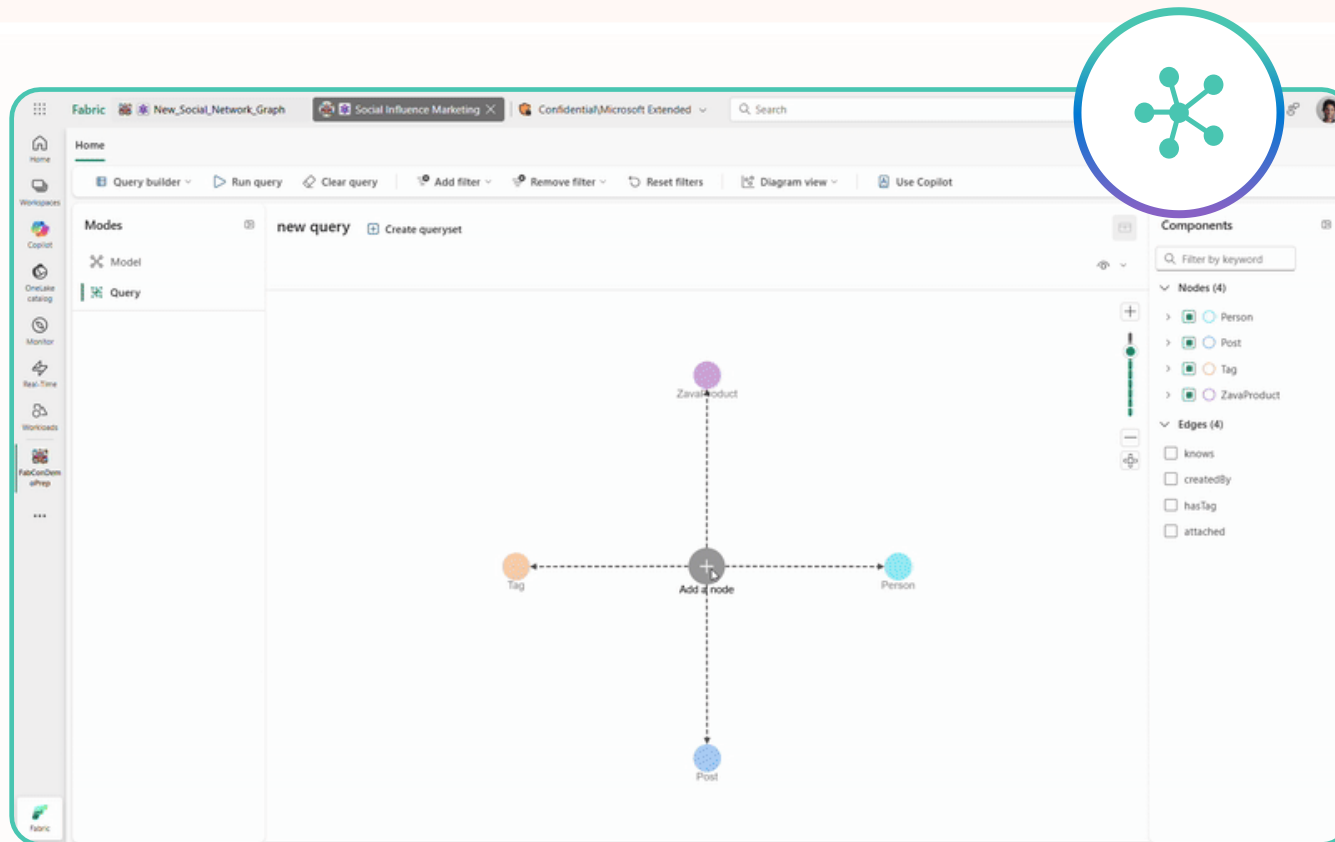 Fabric New_Social_Network_Graph Social Influence Marketing Confidential\Microsoft Extended Search
Home
Workspaces
Copilot
OneLake
catalog
Monitor
Real-Time
Workloads
FabConDem
oPrep
Fabric
Home
Query builder Run query Clear query Add filter Remove filter Reset filters Diagram view Use Copilot
Modes
Model
Query
new query Create queryset
ZavaProduct
Tag
Add a node
Person
Post
Components
Filter by keyword
Nodes (4)
Person
Post
Tag
ZavaProduct
Edges (4)
knows
createdBy
hasTag
attached